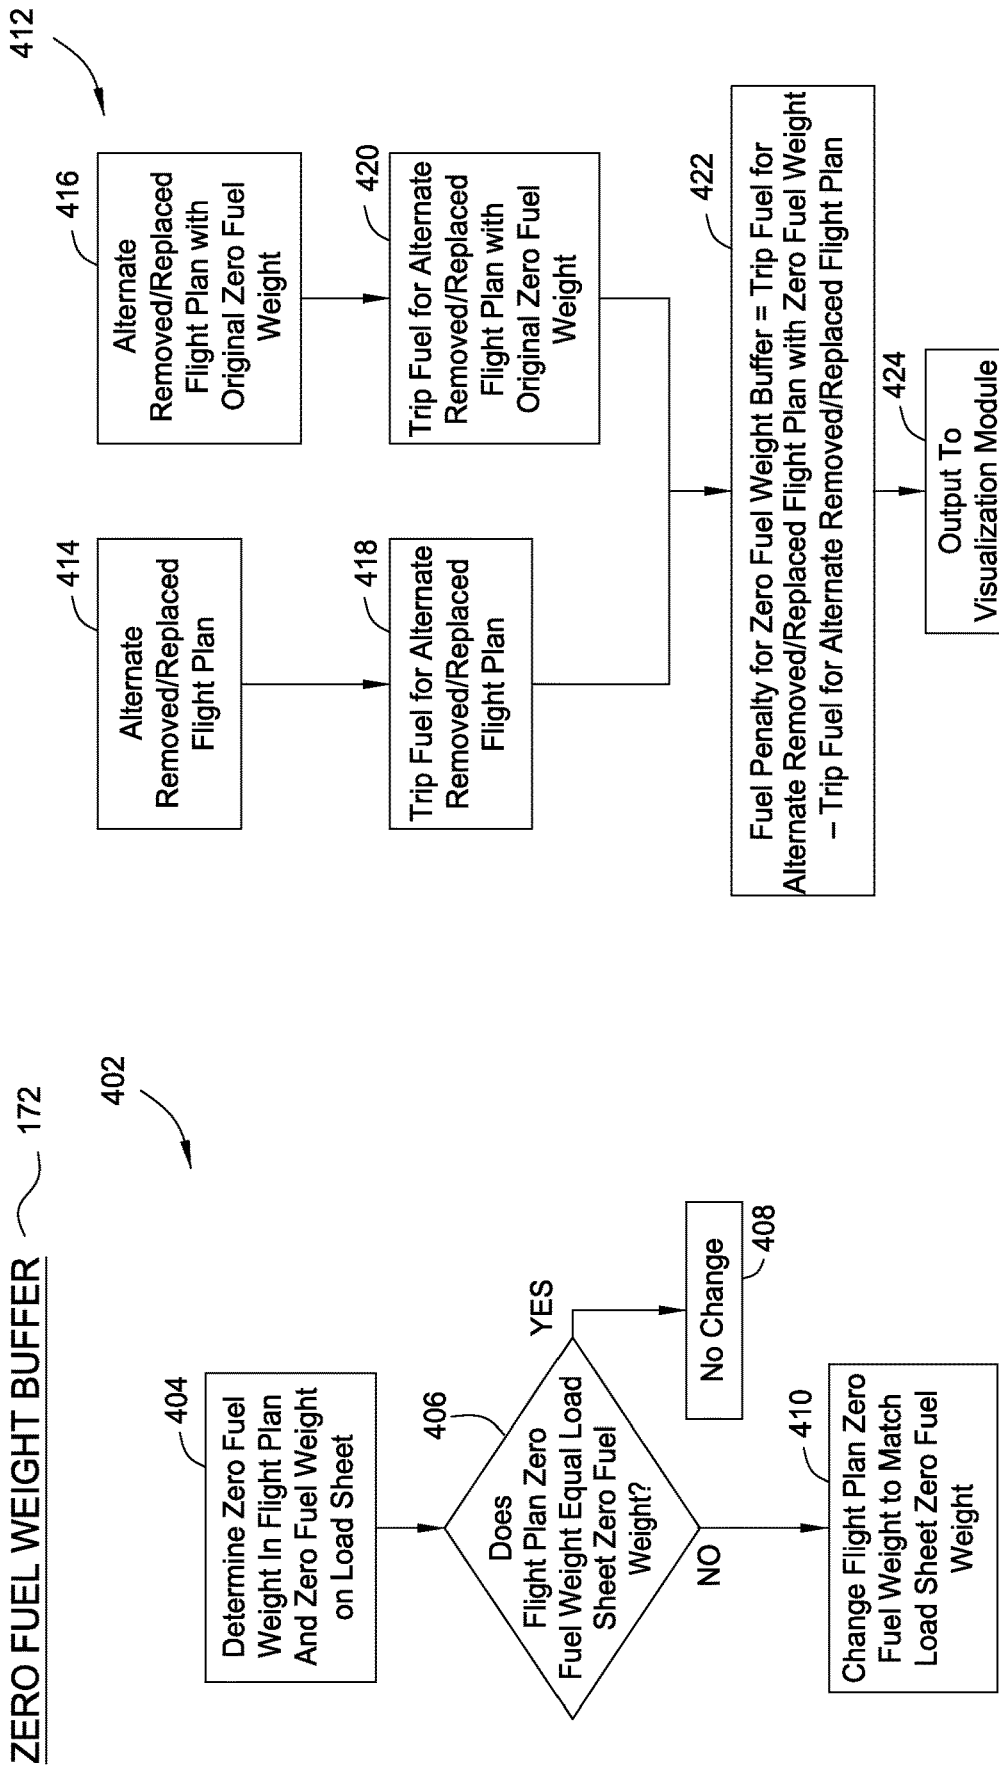 ZERO FUEL WEIGHT BUFFER
172
402
404
Determine Zero Fuel
Weight In Flight Plan
And Zero Fuel Weight
on Load Sheet
406
Does
Flight Plan Zero
Fuel Weight Equal Load
Sheet Zero Fuel
Weight?
YES
No Change
408
NO
410
Change Flight Plan Zero
Fuel Weight to Match
Load Sheet Zero Fuel
Weight
412
414
Alternate
Removed/Replaced
Flight Plan
416
Alternate
Removed/Replaced
Flight Plan with
Original Zero Fuel
Weight
418
Trip Fuel for Alternate
Removed/Replaced
Flight Plan
420
Trip Fuel for Alternate
Removed/Replaced
Flight Plan with
Original Zero Fuel
Weight
422
Fuel Penalty for Zero Fuel Weight Buffer = Trip Fuel for
Alternate Removed/Replaced Flight Plan with Zero Fuel Weight
– Trip Fuel for Alternate Removed/Replaced Flight Plan
424
Output To
Visualization Module